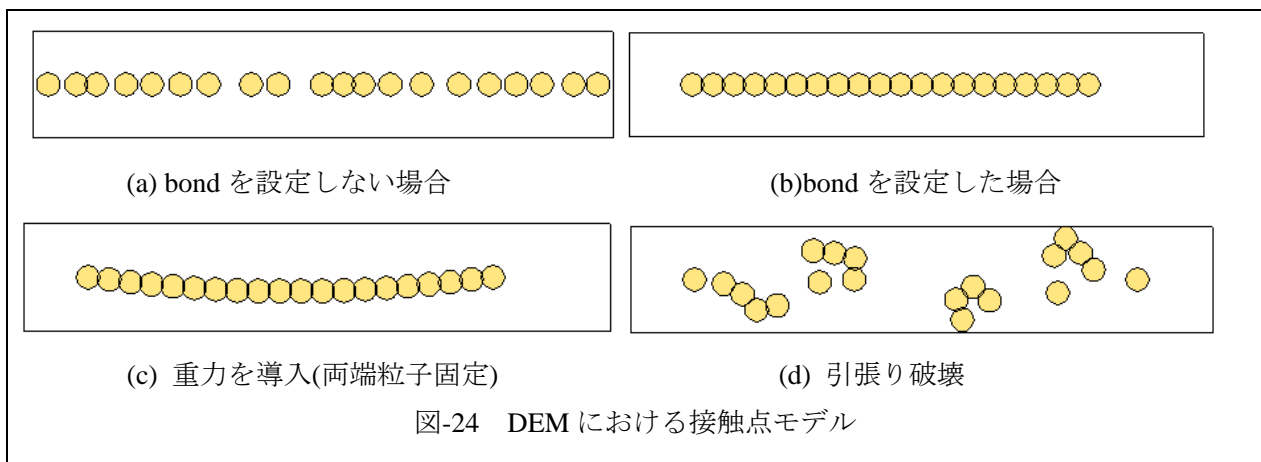 (a) bond を設定しない場合
(b)bond を設定した場合
(c) 重力を導入(両端粒子固定)
(d) 引張り破壊
図-24 DEM における接触点モデル